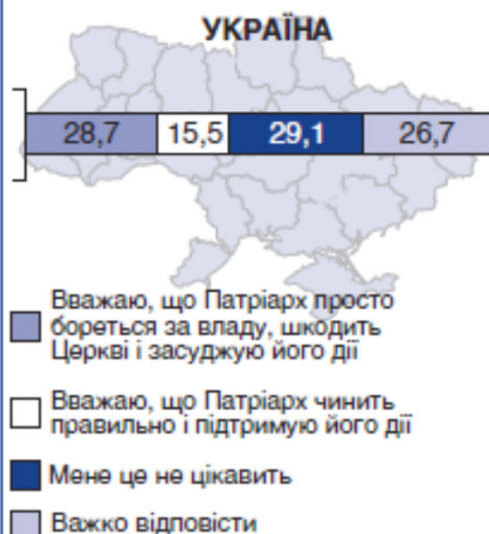 УКРАЇНА
28,7 15,5 29,1 26,7
Вважаю, що Патріарх просто
бореться за владу, шкодить
Церкві і засуджую його дії
Вважаю, що Патріарх чинить
правильно і підтримую його дії
Мене це не цікавить
Важко відповісти